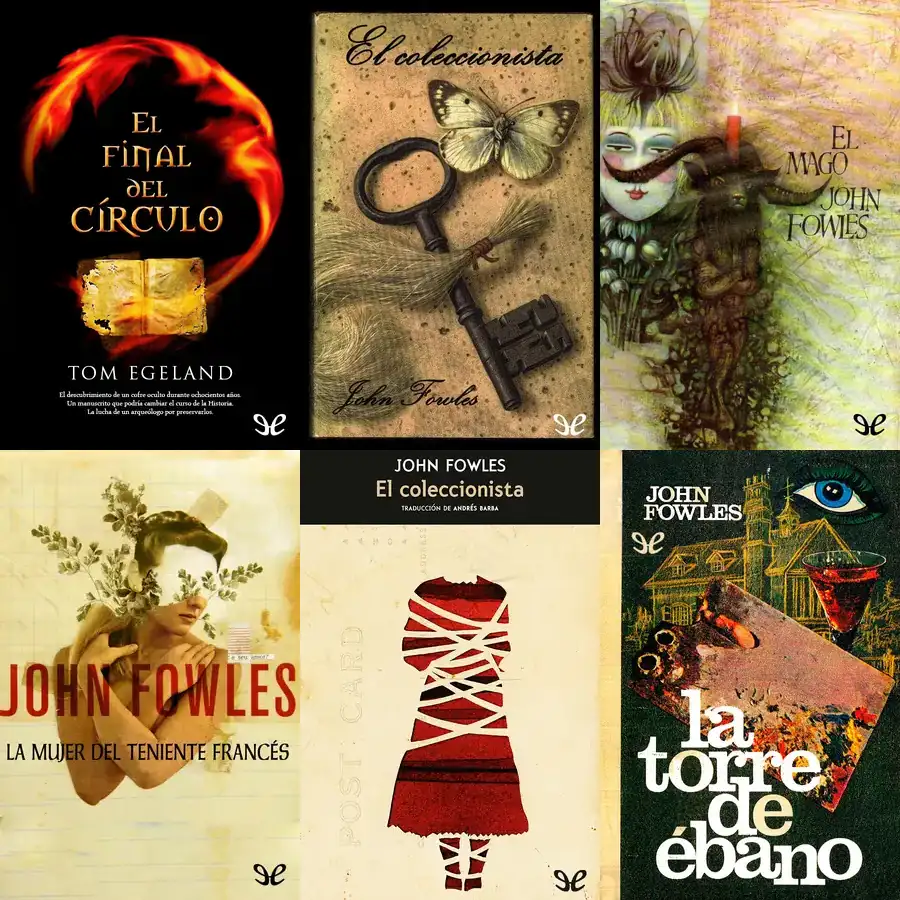 El
final
del
círculo
TOM EGELAND
El descubrimiento de un cofre oculto durante ochocientos años.
Un manuscrito que podría cambiar el curso de la Historia.
La lucha de un arqueólogo por preservarlos.
El coleccionista
John Fowles
EL
MAGO
JOHN
FOWLES
JOHN FOWLES
LA MUJER DEL TENIENTE FRANCÉS
JOHN FOWLES
El coleccionista
TRADUCCIÓN DE ANDRÉS BARBA
POST CARD
JOHN
FOWLES
la
torre
de
ébano